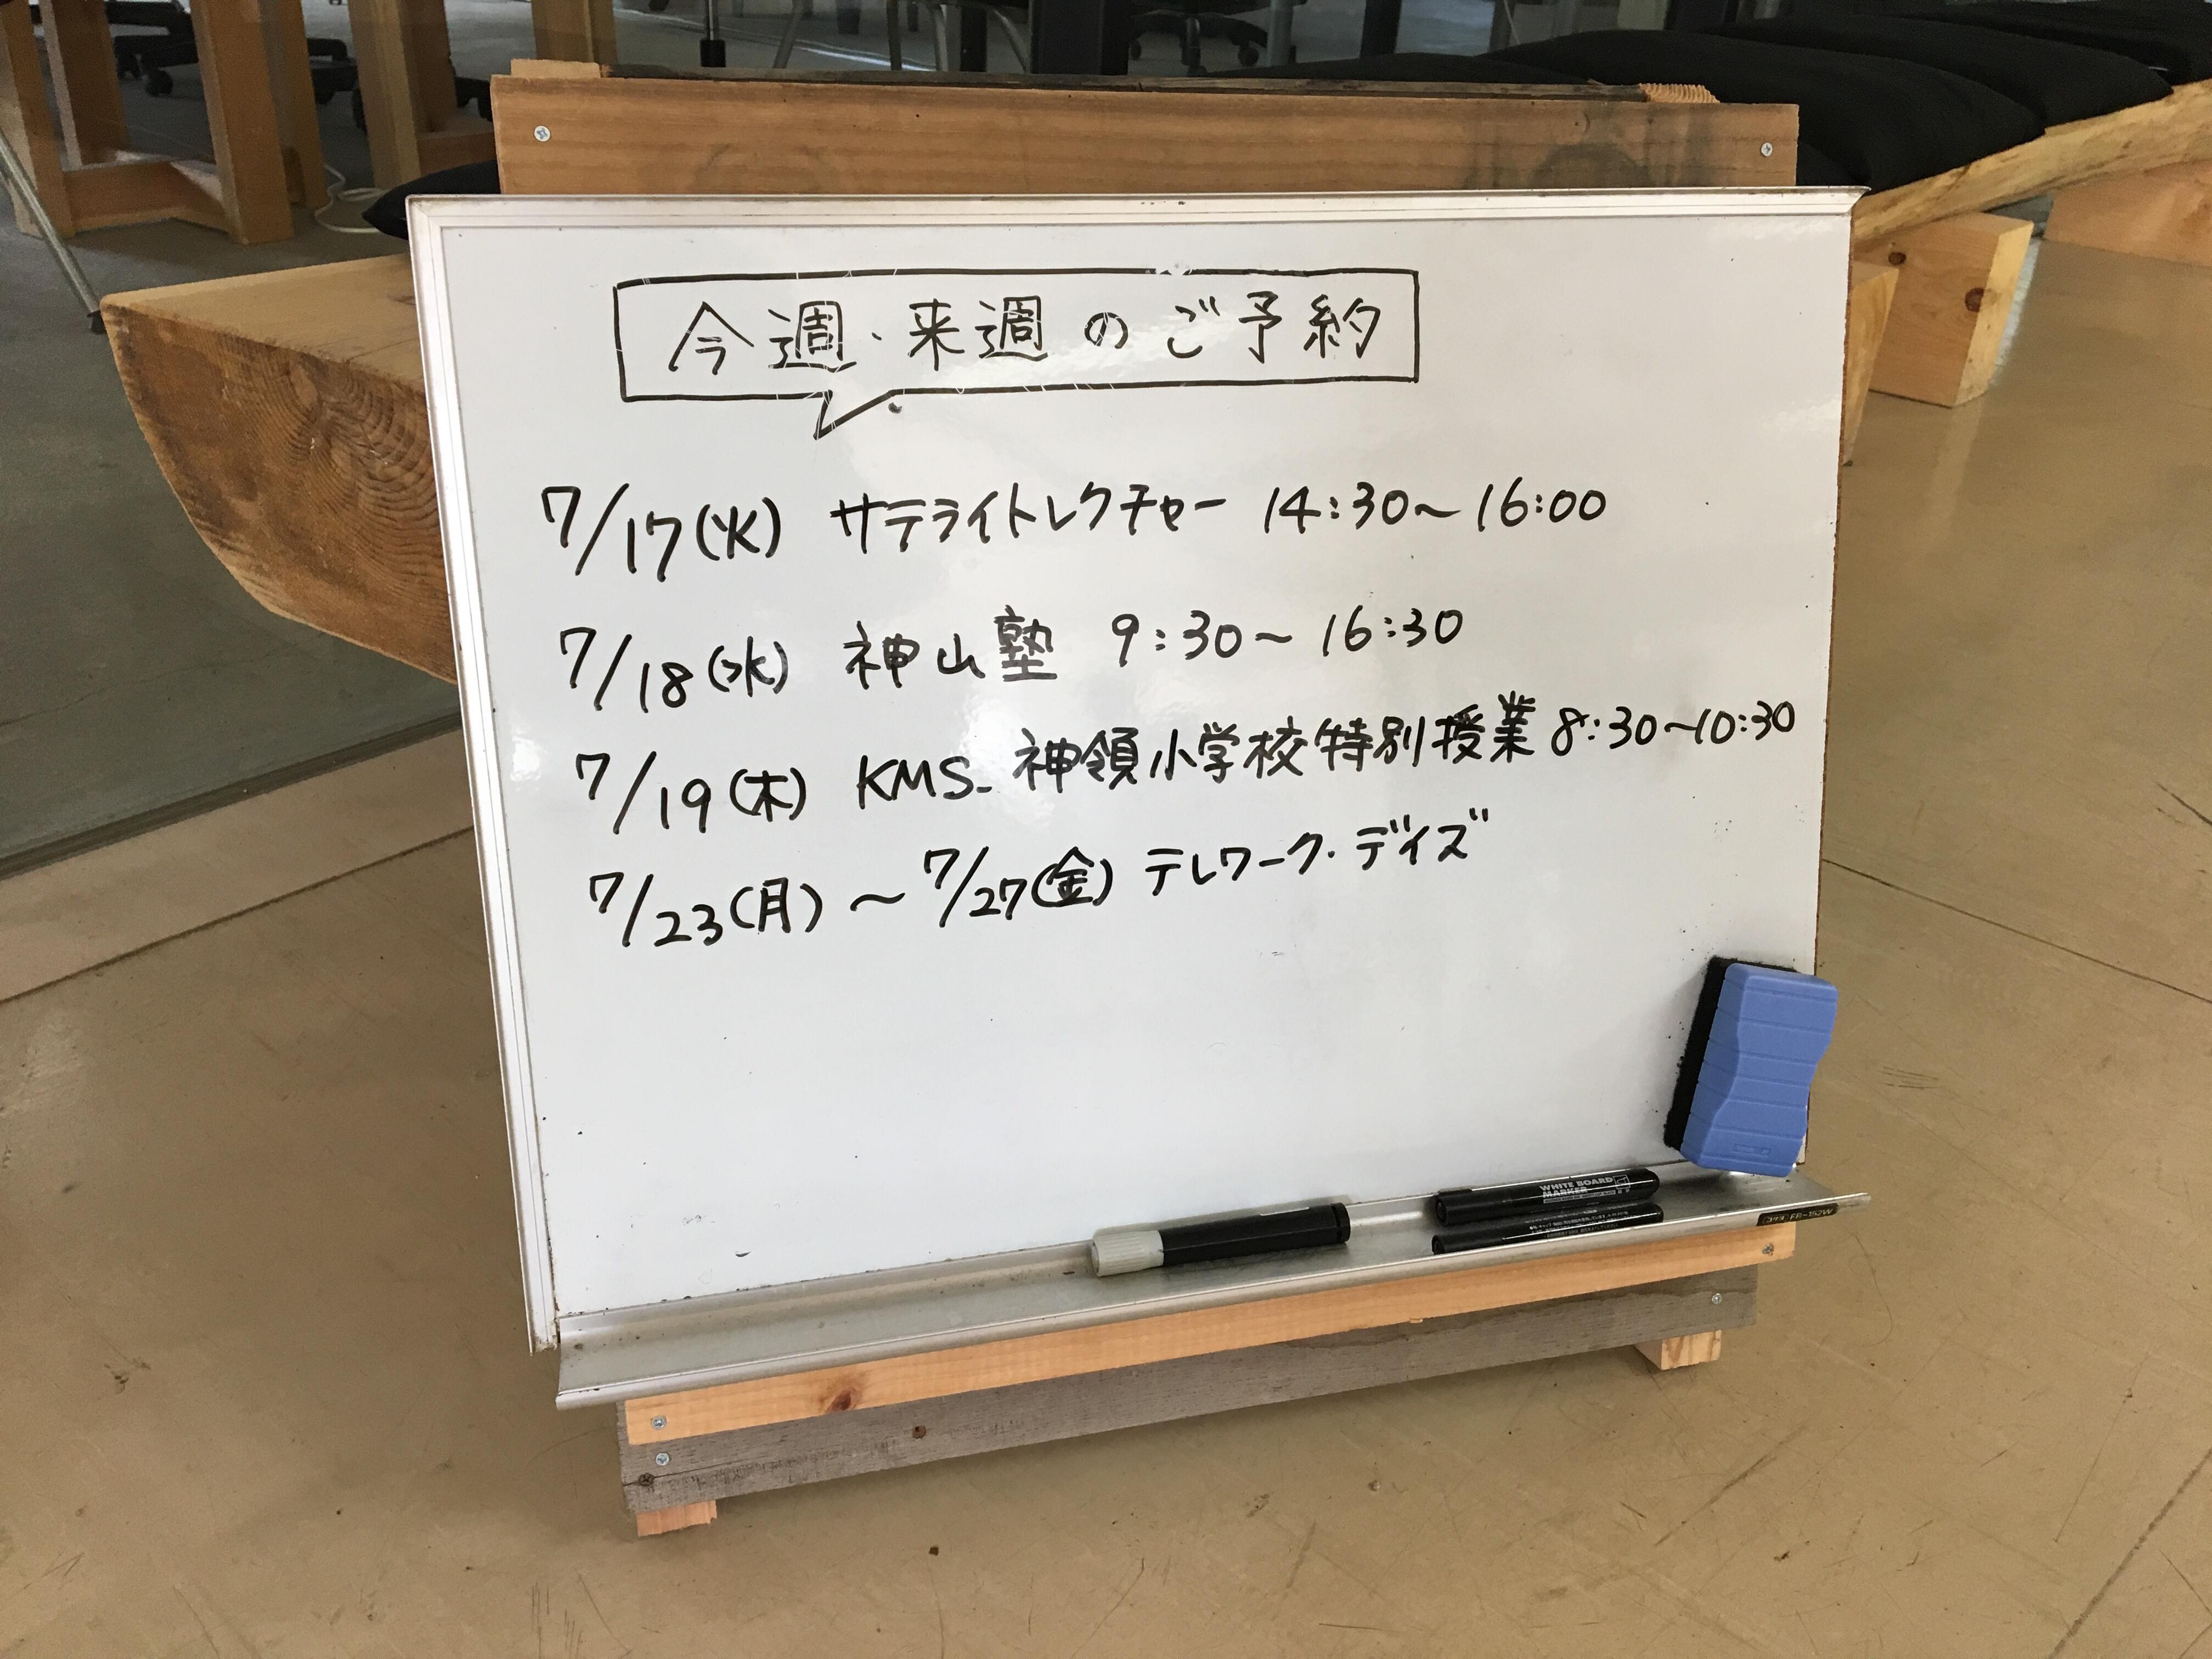 今週・来週のご予約
7/17(火) サテライトレクチャー 14:30～16:00
7/18(水) 神山塾 9:30～16:30
7/19(木) KMS- 神領小学校特別授業 8:30～10:30
7/23(月)～7/27(金) テレワーク・デイズ
WHITE BOARD
MARKER